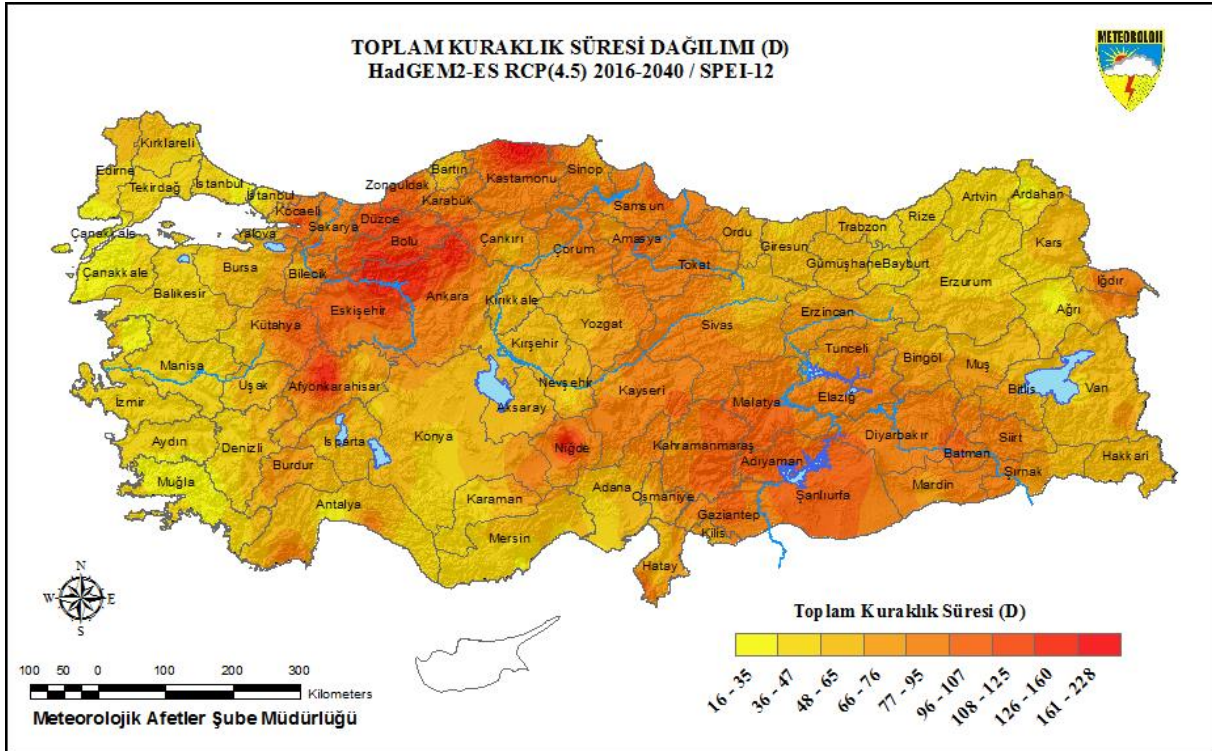 TOPLAM KURAKLIK SÜRESİ DAĞILIMI (D)
HadGEM2-ES RCP(4.5) 2016-2040 / SPEI-12
METEOROLOJI
Kırklareli
Edirne
Tekirdağ
İstanbul
İstanbul
Kocaeli
Sakarya
Yalova
Çanakkale
Çanakkale
Balıkesir
Bursa
Bilecik
Zonguldak
Bartın
Karabük
Kastamonu
Sinop
Düzce
Bolu
Çankırı
Çorum
Samsun
Amasya
Tokat
Ordu
Giresun
Trabzon
Rize
Artvin
Ardahan
Kars
Gümüşhane
Bayburt
Erzurum
Iğdır
Ağrı
Eskişehir
Ankara
Kırıkkale
Kırşehir
Yozgat
Sivas
Erzincan
Tunceli
Bingöl
Muş
Bitlis
Van
Kütahya
Manisa
Uşak
Afyonkarahisar
İzmir
Aydın
Denizli
Isparta
Burdur
Muğla
Antalya
Konya
Aksaray
Nevşehir
Niğde
Kayseri
Malatya
Elazığ
Diyarbakır
Batman
Siirt
Şırnak
Hakkari
Mardin
Kahramanmaraş
Adıyaman
Şanlıurfa
Gaziantep
Kilis
Osmaniye
Adana
Karaman
Mersin
Hatay
N
W
E
S
100 50 0 100 200 300
Kilometers
Meteorolojik Afetler Şube Müdürlüğü
Toplam Kuraklık Süresi (D)
16 - 35
36 - 47
48 - 65
66 - 76
77 - 95
96 - 107
108 - 125
126 - 160
161 - 228